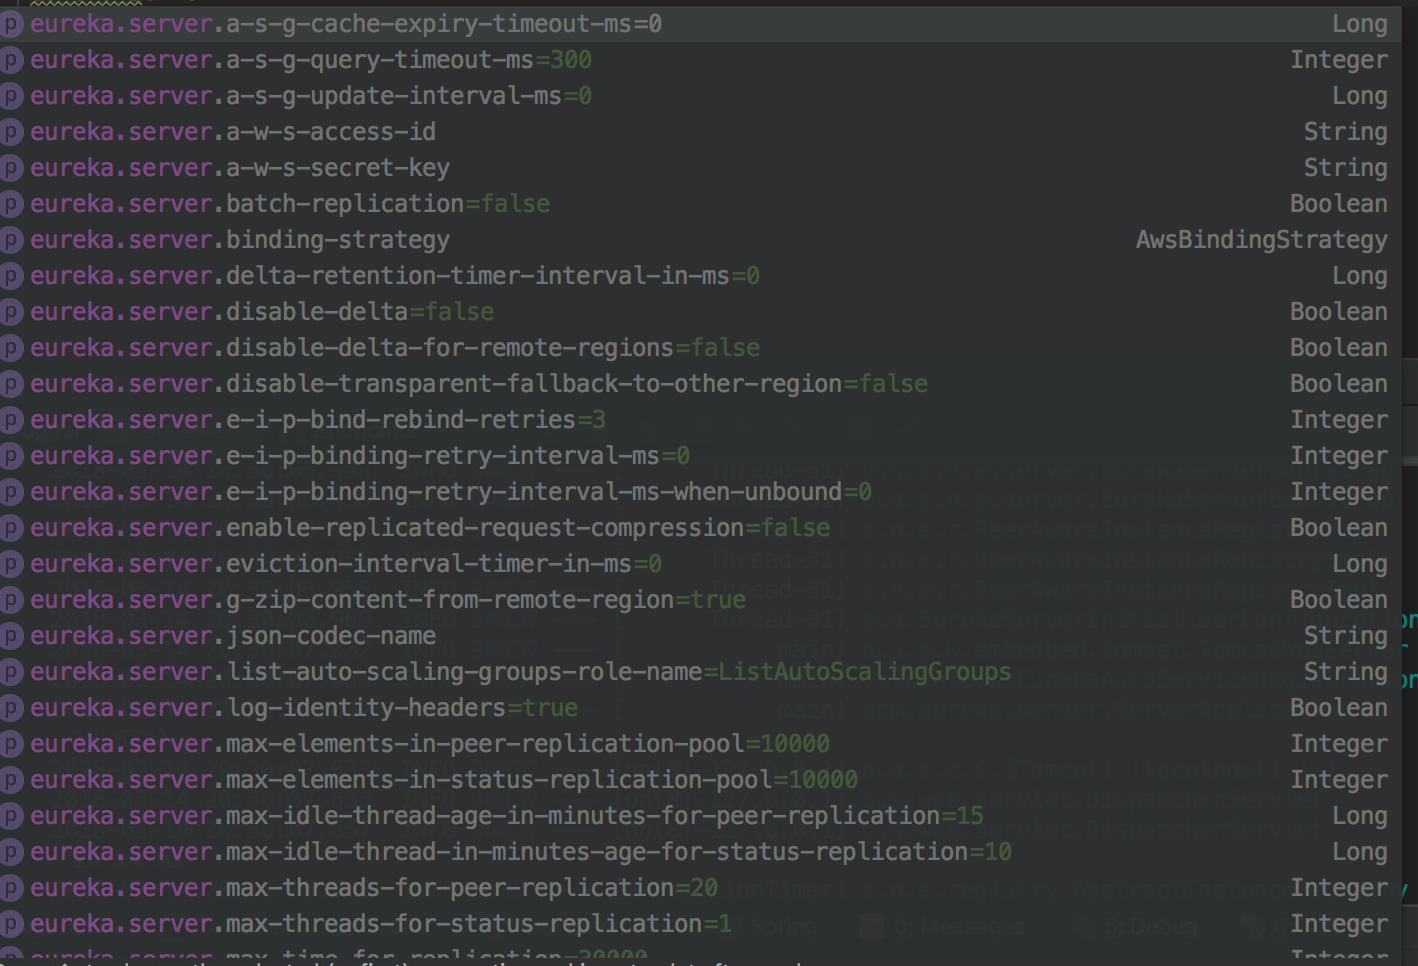 p eureka.server.a-s-g-cache-expiry-timeout-ms=0 Long
p eureka.server.a-s-g-query-timeout-ms=300 Integer
p eureka.server.a-s-g-update-interval-ms=0 Long
p eureka.server.a-w-s-access-id String
p eureka.server.a-w-s-secret-key String
p eureka.server.batch-replication=false Boolean
p eureka.server.binding-strategy AwsBindingStrategy
p eureka.server.delta-retention-timer-interval-in-ms=0 Long
p eureka.server.disable-delta=false Boolean
p eureka.server.disable-delta-for-remote-regions=false Boolean
p eureka.server.disable-transparent-fallback-to-other-region=false Boolean
p eureka.server.e-i-p-bind-rebind-retries=3 Integer
p eureka.server.e-i-p-binding-retry-interval-ms=0 Integer
p eureka.server.e-i-p-binding-retry-interval-ms-when-unbound=0 Integer
p eureka.server.enable-replicated-request-compression=false Boolean
p eureka.server.eviction-interval-timer-in-ms=0 Long
p eureka.server.g-zip-content-from-remote-region=true Boolean
p eureka.server.json-codec-name String
p eureka.server.list-auto-scaling-groups-role-name=ListAutoScalingGroups String
p eureka.server.log-identity-headers=true Boolean
p eureka.server.max-elements-in-peer-replication-pool=10000 Integer
p eureka.server.max-elements-in-status-replication-pool=10000 Integer
p eureka.server.max-idle-thread-age-in-minutes-for-peer-replication=15 Long
p eureka.server.max-idle-thread-in-minutes-age-for-status-replication=10 Long
p eureka.server.max-threads-for-peer-replication=20 Integer
p eureka.server.max-threads-for-status-replication=1 Integer
p eureka.server.max-time-for-replication=30000 Integer